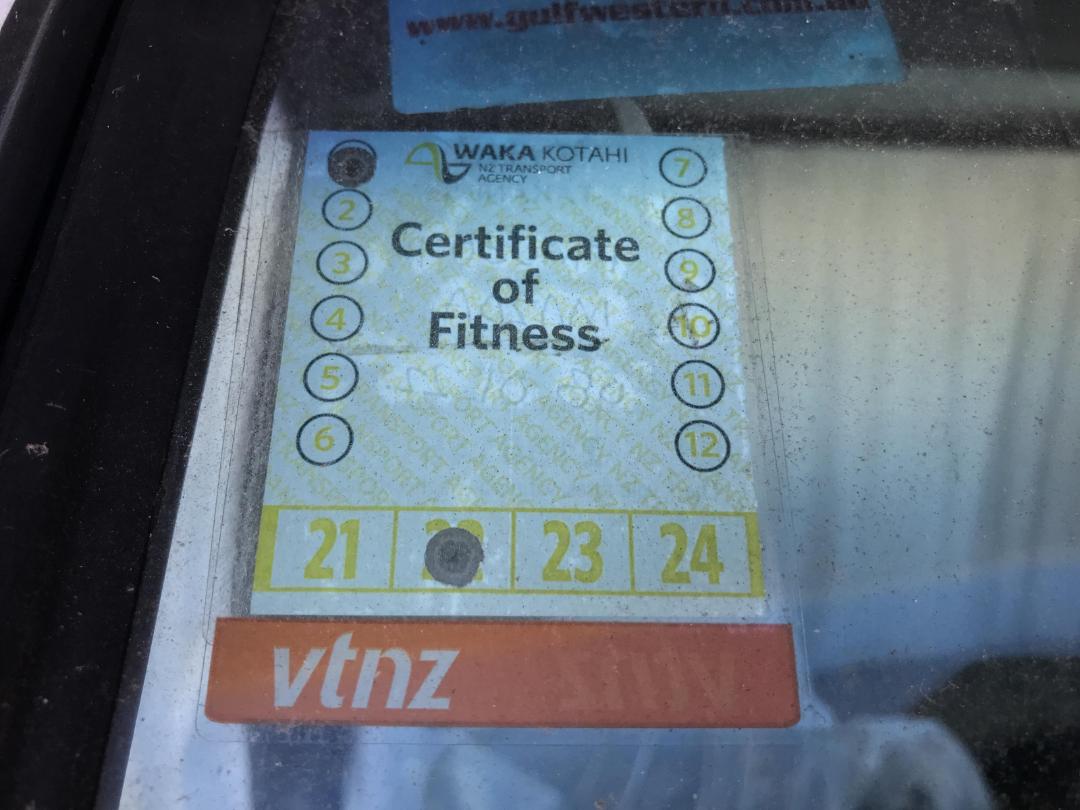 www.gulfwestern.com.au
WAKA KOTAHI
NZ TRANSPORT
AGENCY
Certificate
of
Fitness
2
3
4
5
6
7
8
9
10
11
12
21 22 23 24
vtnz